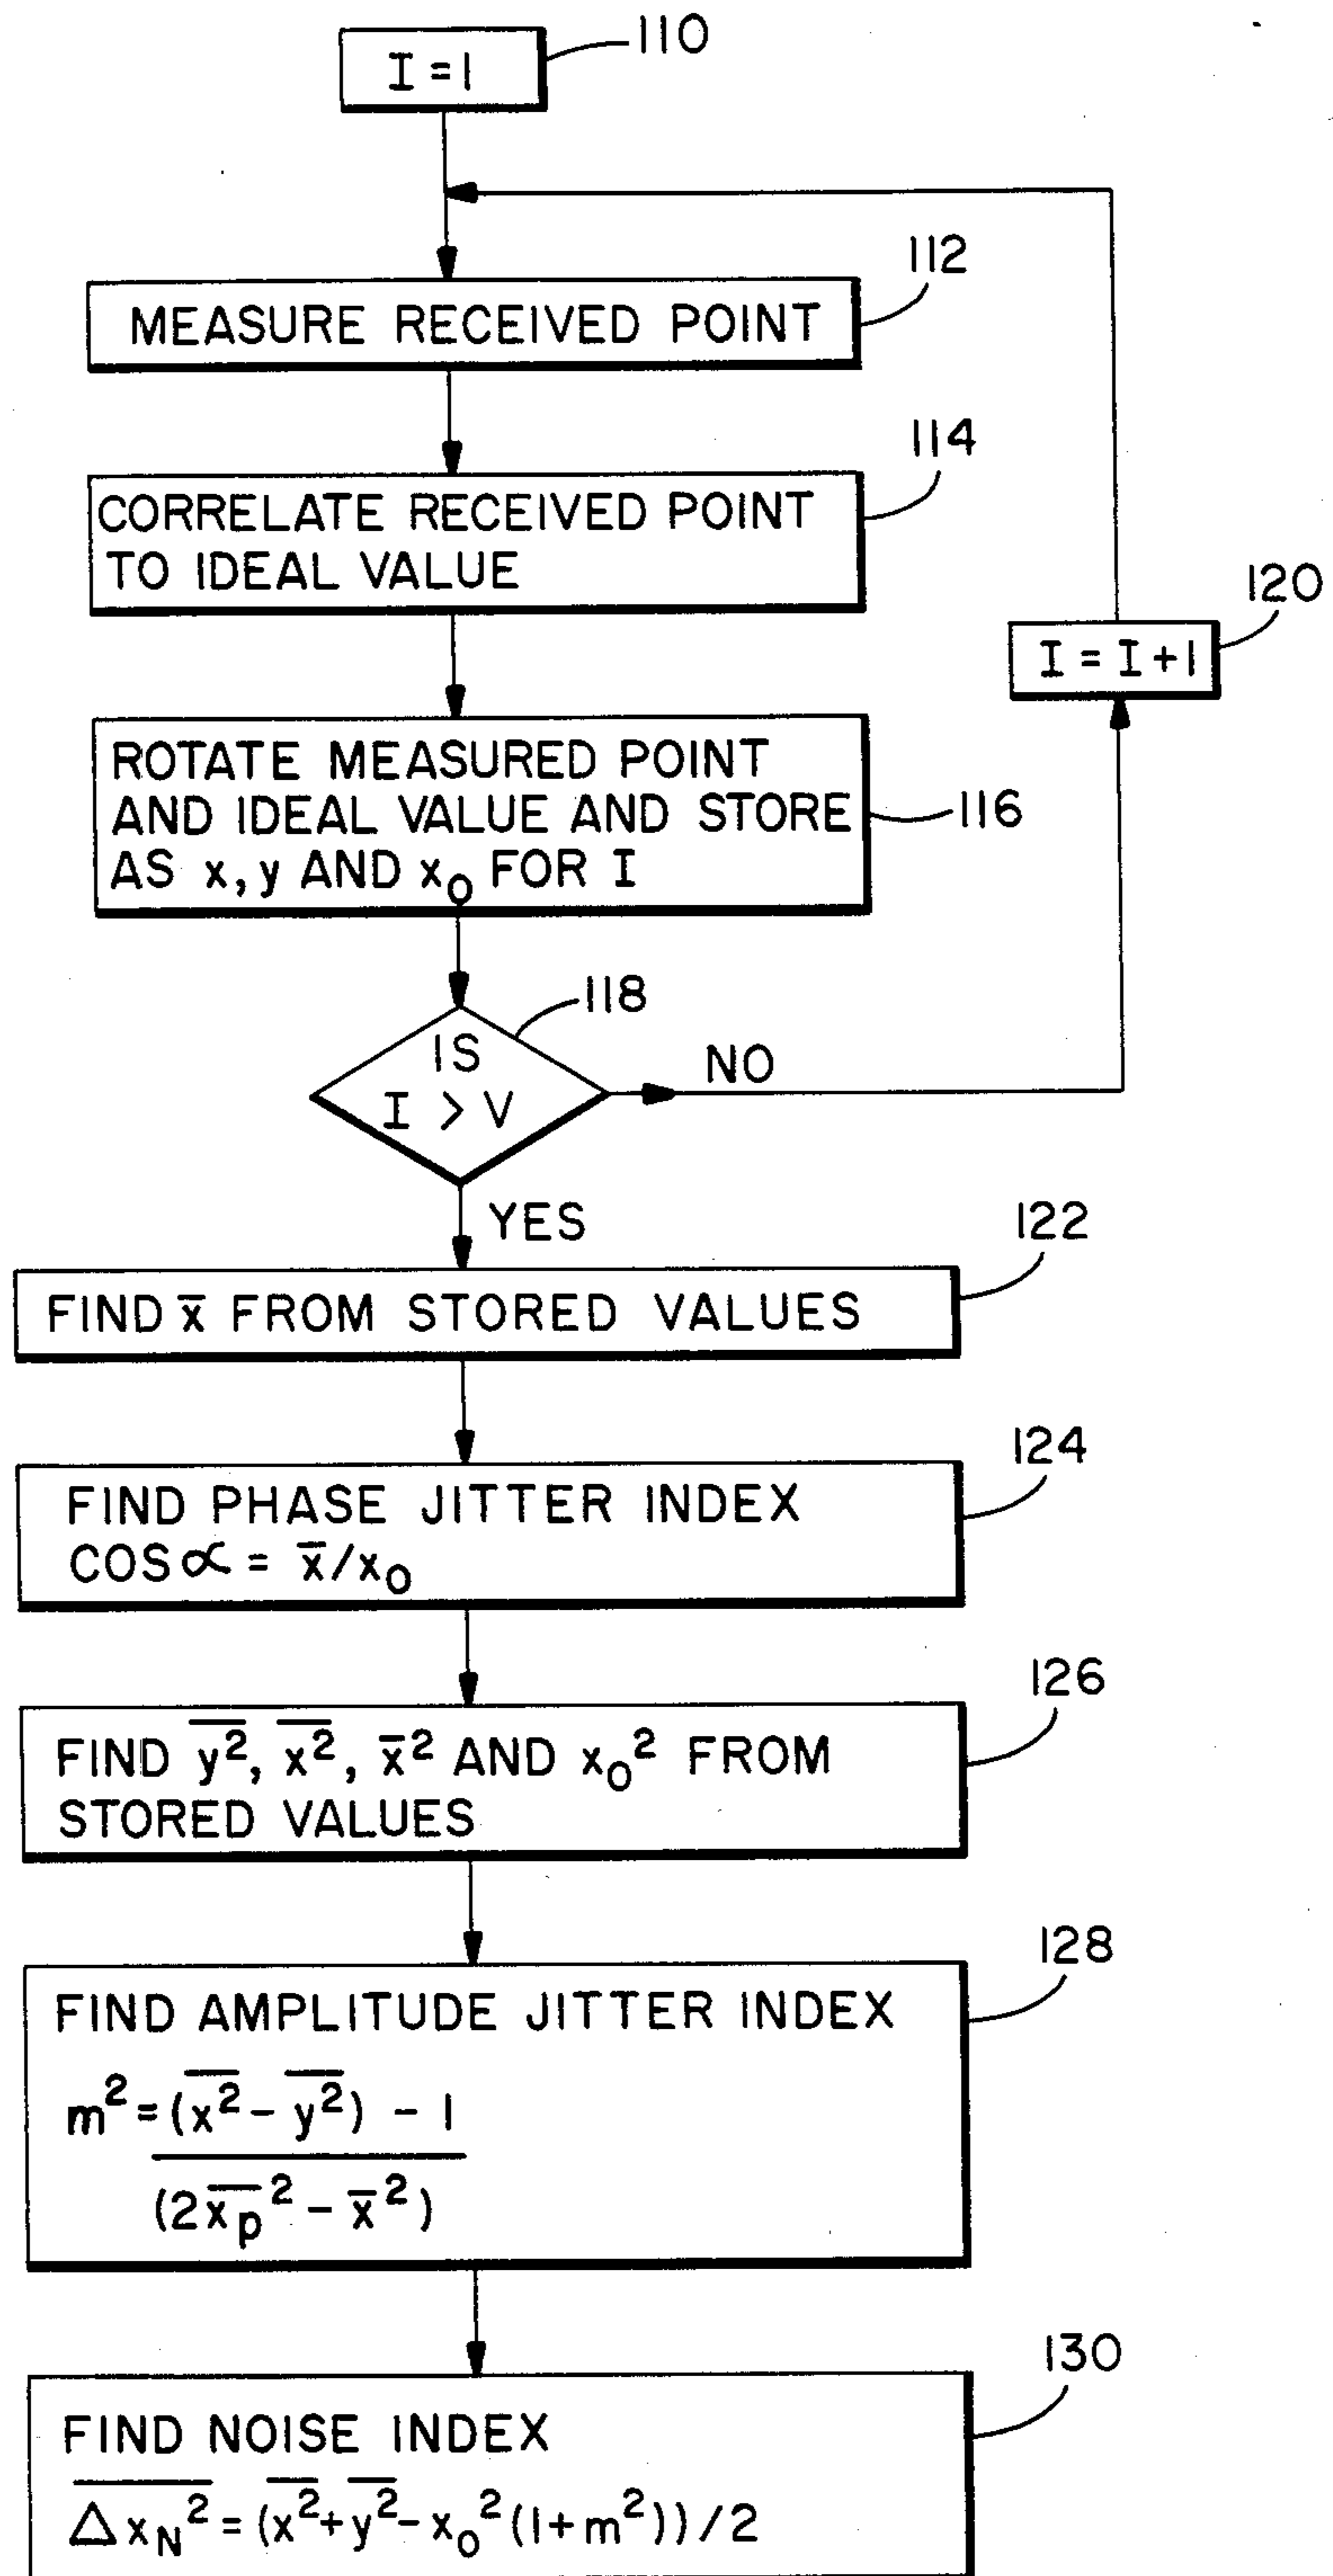 I = 1
110
112
MEASURE RECEIVED POINT
114
CORRELATE RECEIVED POINT
TO IDEAL VALUE
120
I = I + 1
ROTATE MEASURED POINT
AND IDEAL VALUE AND STORE
AS x, y AND x₀ FOR I
116
118
IS
I > V
NO
YES
122
FIND x̄ FROM STORED VALUES
124
FIND PHASE JITTER INDEX
COS ∝ = x̄/x₀
126
FIND y²̅, x²̅, x̄² AND x₀² FROM
STORED VALUES
128
FIND AMPLITUDE JITTER INDEX
m² = (x²̅ - y²̅) - 1
(2x̅p̅² - x̄²)
130
FIND NOISE INDEX
Δx_N²̅ = (x²̅ + y²̅ - x₀² (1 + m²)) / 2